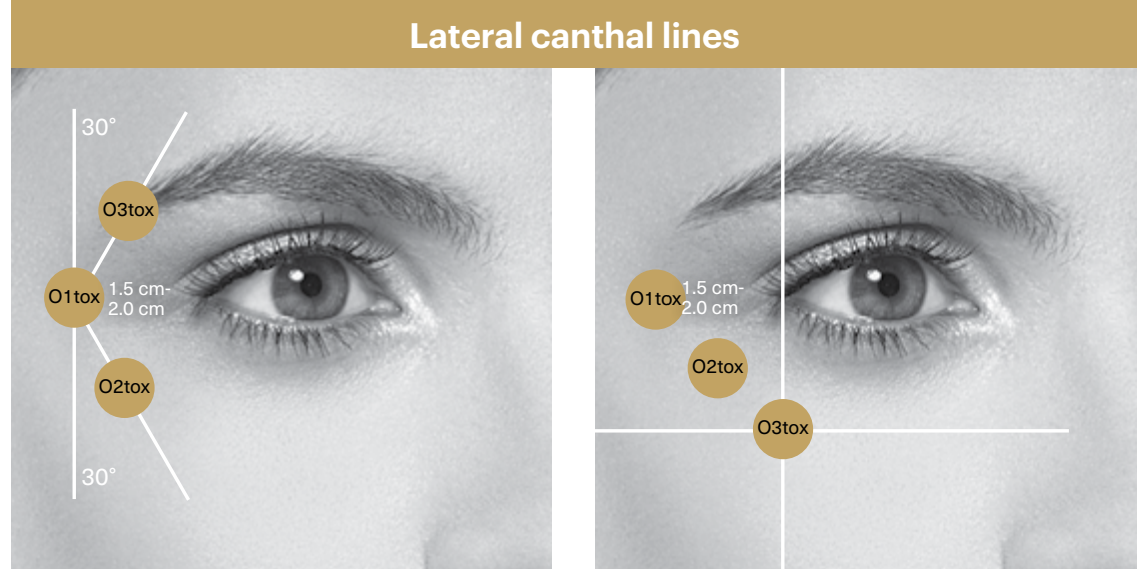 Lateral canthal lines
30°
O3tox
O1tox
1.5 cm-
2.0 cm
O2tox
30°
O1tox
1.5 cm-
2.0 cm
O2tox
O3tox